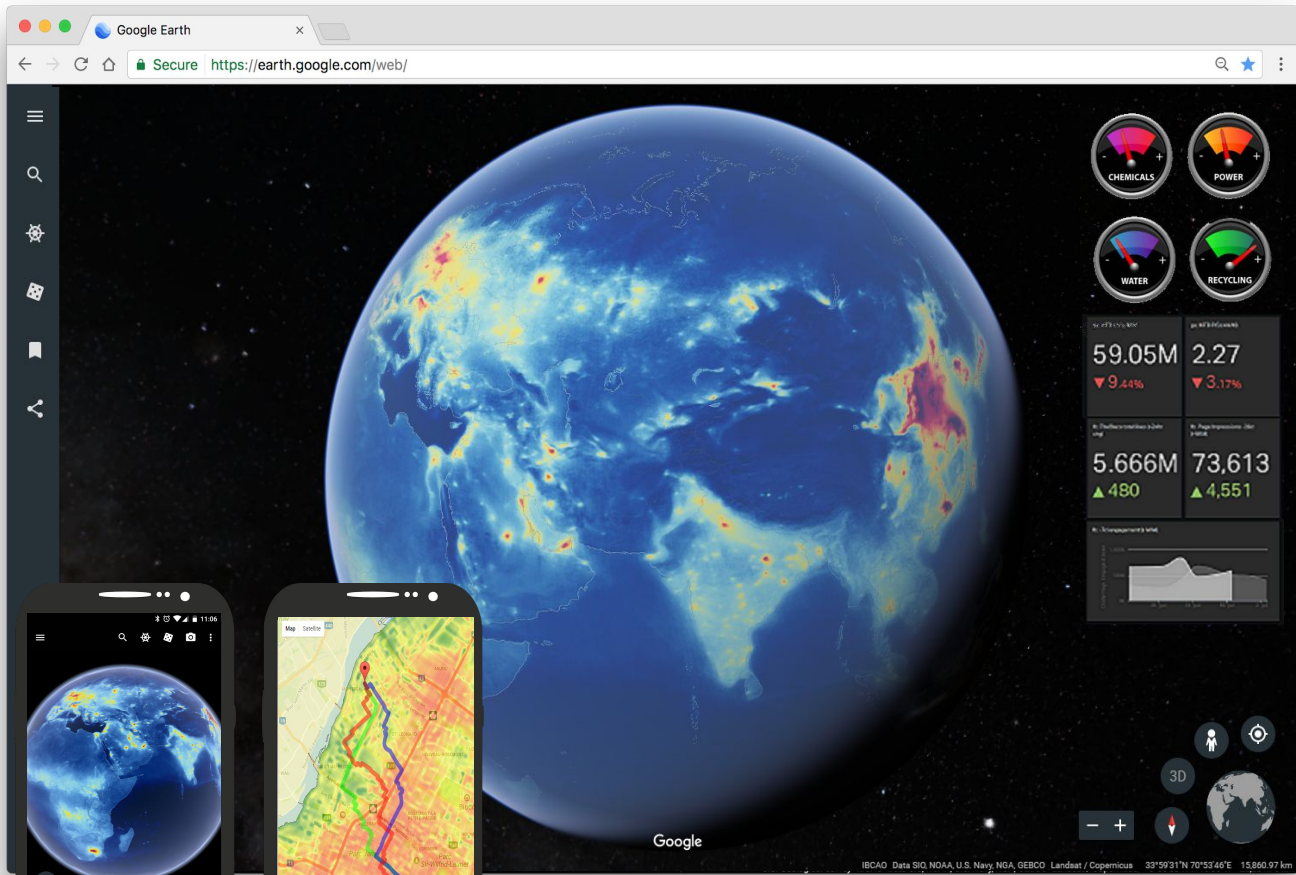 Google Earth
Secure
https://earth.google.com/web/
CHEMICALS
POWER
WATER
RECYCLING
59.05M
2.27
▼9.44%
▼3.17%
5.666M
73,613
▲480
▲4,551
11:06
Map Satellite
3D
Google
IBCAO Data SIO, NOAA, U.S. Navy, NGA, GEBCO Landsat / Copernicus 33°59'31"N 70°53'46"E 15,860.97 km